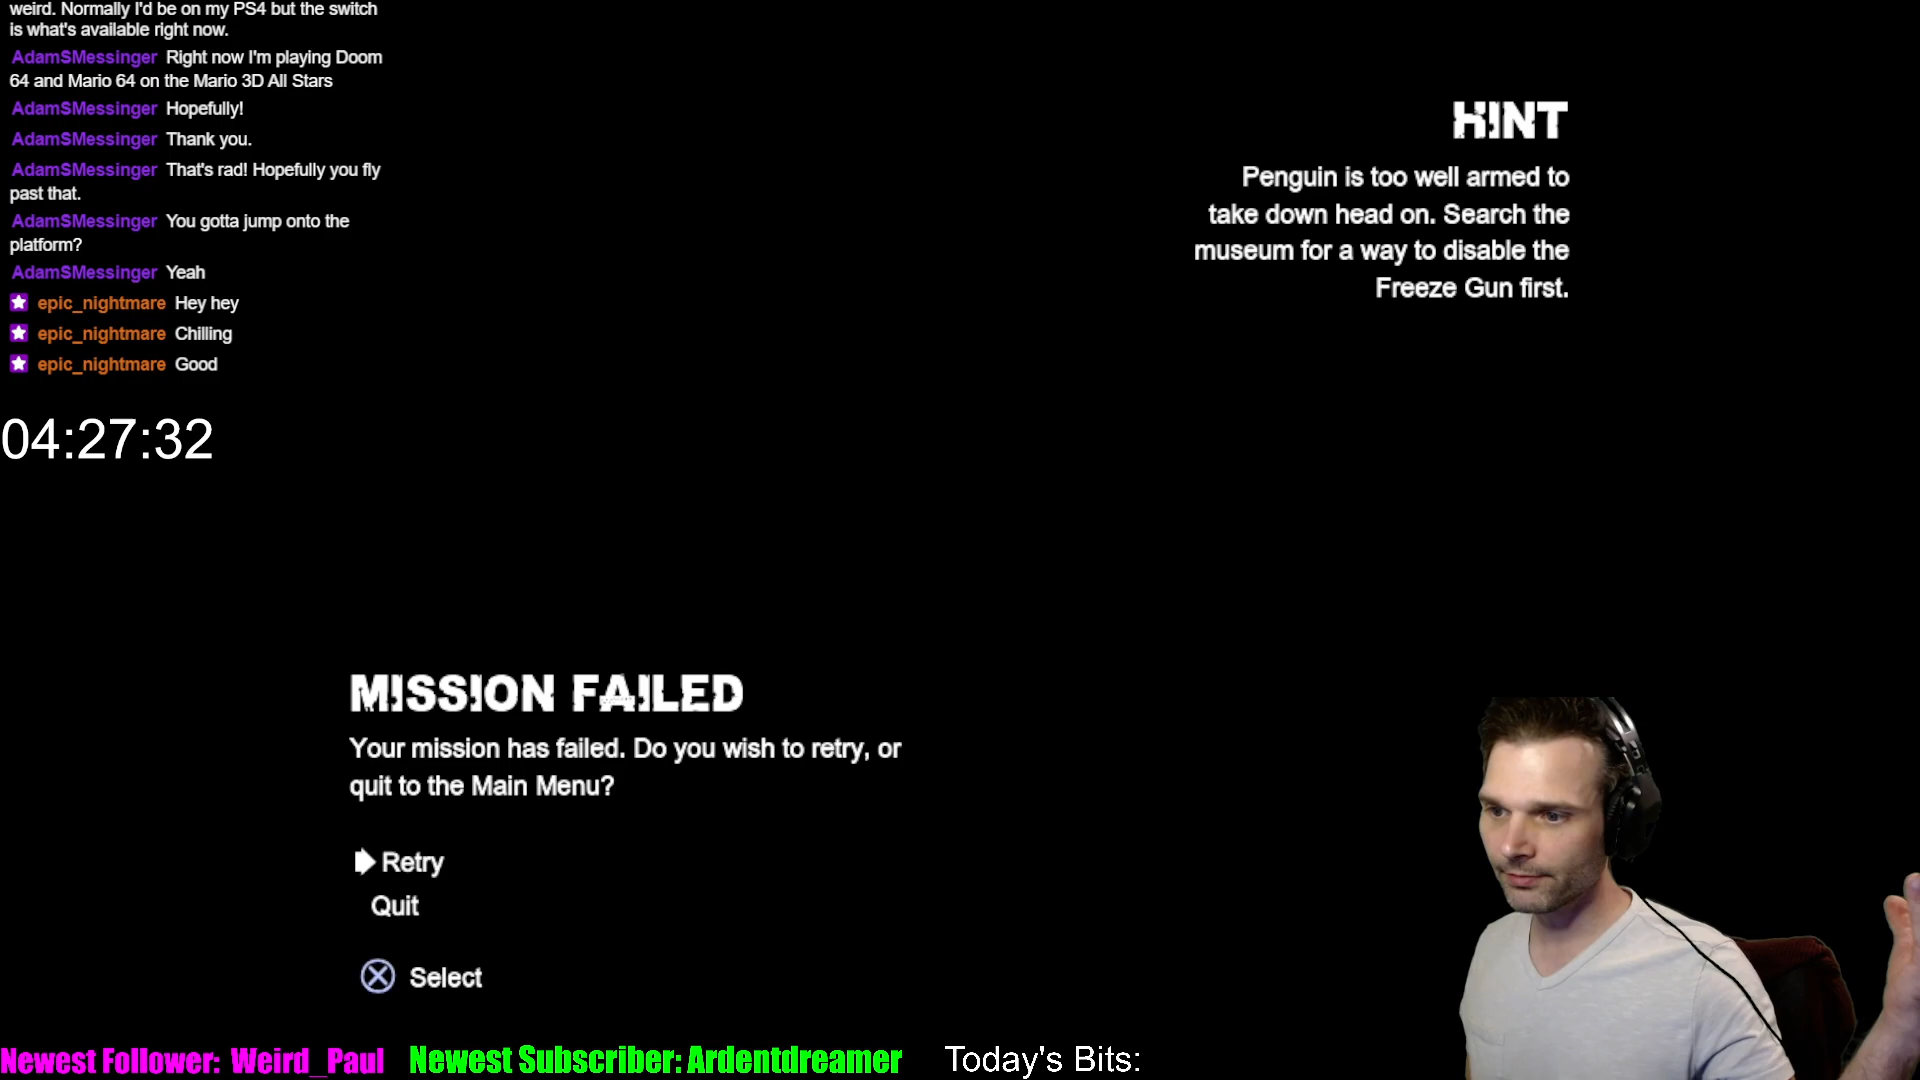 weird. Normally I'd be on my PS4 but the switch
is what's available right now.
AdamSMessinger Right now I'm playing Doom
64 and Mario 64 on the Mario 3D All Stars
AdamSMessinger Hopefully!
AdamSMessinger Thank you.
AdamSMessinger That's rad! Hopefully you fly
past that.
AdamSMessinger You gotta jump onto the
platform?
AdamSMessinger Yeah
epic_nightmare Hey hey
epic_nightmare Chilling
epic_nightmare Good
04:27:32
HINT
Penguin is too well armed to
take down head on. Search the
museum for a way to disable the
Freeze Gun first.
MISSION FAILED
Your mission has failed. Do you wish to retry, or
quit to the Main Menu?
Retry
Quit
Select
Newest Follower: Weird_Paul Newest Subscriber: Ardentdreamer Today's Bits: